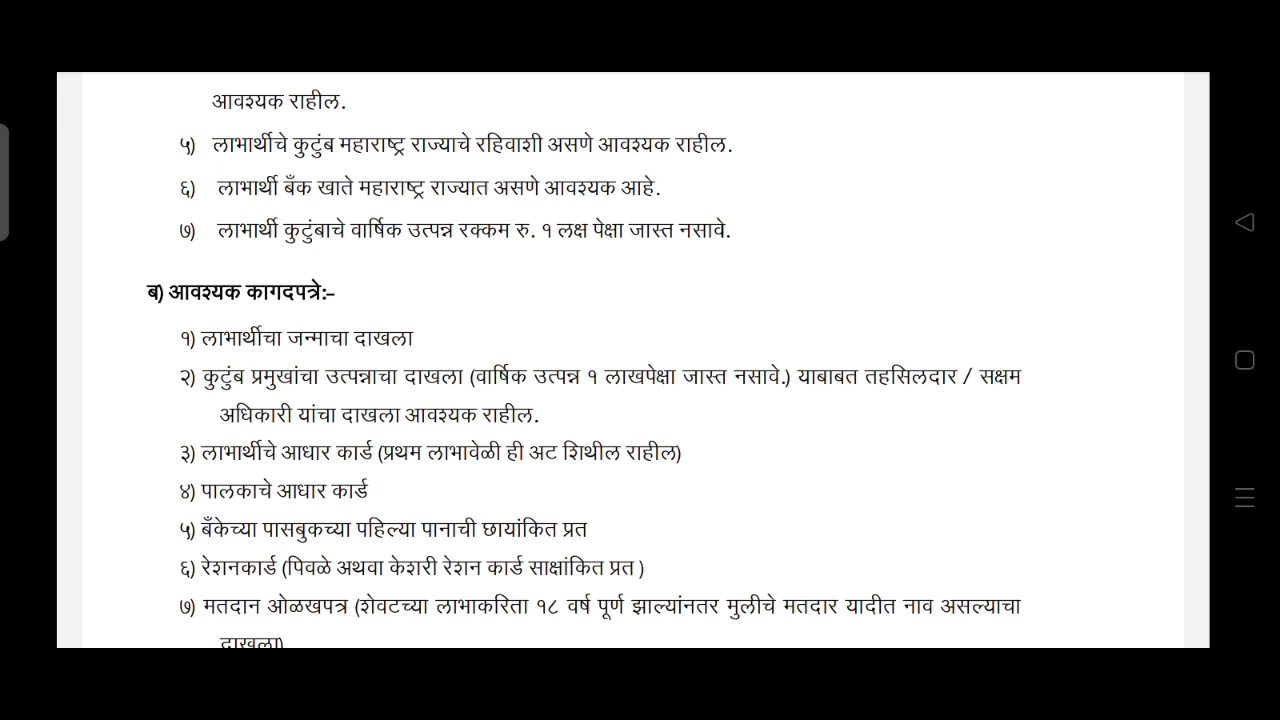 आवश्यक राहील.
५) लाभार्थीचे कुटुंब महाराष्ट्र राज्याचे रहिवाशी असणे आवश्यक राहील.
६) लाभार्थी बँक खाते महाराष्ट्र राज्यात असणे आवश्यक आहे.
७) लाभार्थी कुटुंबाचे वार्षिक उत्पन्न रक्कम रु. १ लक्ष पेक्षा जास्त नसावे.
ब) आवश्यक कागदपत्रे:-
१) लाभार्थीचा जन्माचा दाखला
२) कुटुंब प्रमुखांचा उत्पन्नाचा दाखला (वार्षिक उत्पन्न १ लाखपेक्षा जास्त नसावे.) याबाबत तहसिलदार / सक्षम
अधिकारी यांचा दाखला आवश्यक राहील.
३) लाभार्थीचे आधार कार्ड (प्रथम लाभावेळी ही अट शिथील राहील)
४) पालकाचे आधार कार्ड
५) बँकेच्या पासबुकच्या पहिल्या पानाची छायांकित प्रत
६) रेशनकार्ड (पिवळे अथवा केशरी रेशन कार्ड साक्षांकित प्रत )
७) मतदान ओळखपत्र (शेवटच्या लाभाकरिता १८ वर्ष पूर्ण झाल्यांनतर मुलीचे मतदार यादीत नाव असल्याचा
दाखला)